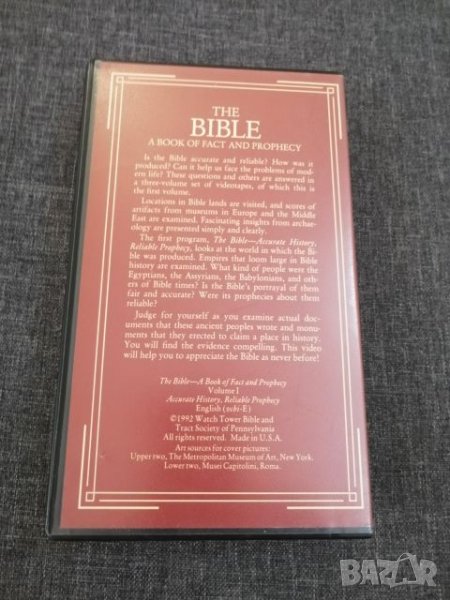 THE
BIBLE
A BOOK OF FACT AND PROPHECY
Is the Bible accurate and reliable? How was it
produced? Can it help us face the problems of mod-
ern life? These questions and others are answered in
a three-volume set of videotapes, of which this is
the first volume.
Locations in Bible lands are visited, and scores of
artifacts from museums in Europe and the Middle
East are examined. Fascinating insights from archae-
ology are presented simply and clearly.
The first program, The Bible—Accurate History,
Reliable Prophecy, looks at the world in which the Bi-
ble was produced. Empires that loom large in Bible
history are examined. What kind of people were the
Egyptians, the Assyrians, the Babylonians, and oth-
ers of Bible times? Is the Bible's portrayal of them
fair and accurate? Were its prophecies about them
reliable?
Judge for yourself as you examine actual docu-
ments that these ancient peoples wrote and monu-
ments that they erected to claim a place in history.
You will find the evidence compelling. This video
will help you to appreciate the Bible as never before!
The Bible—A Book of Fact and Prophecy
Volume I
Accurate History, Reliable Prophecy
English (vcb1-E)
©1992 Watch Tower Bible and
Tract Society of Pennsylvania
All rights reserved. Made in U.S.A.
Art sources for cover pictures:
Upper two, The Metropolitan Museum of Art, New York.
Lower two, Musei Capitolini, Roma.
BAZAR